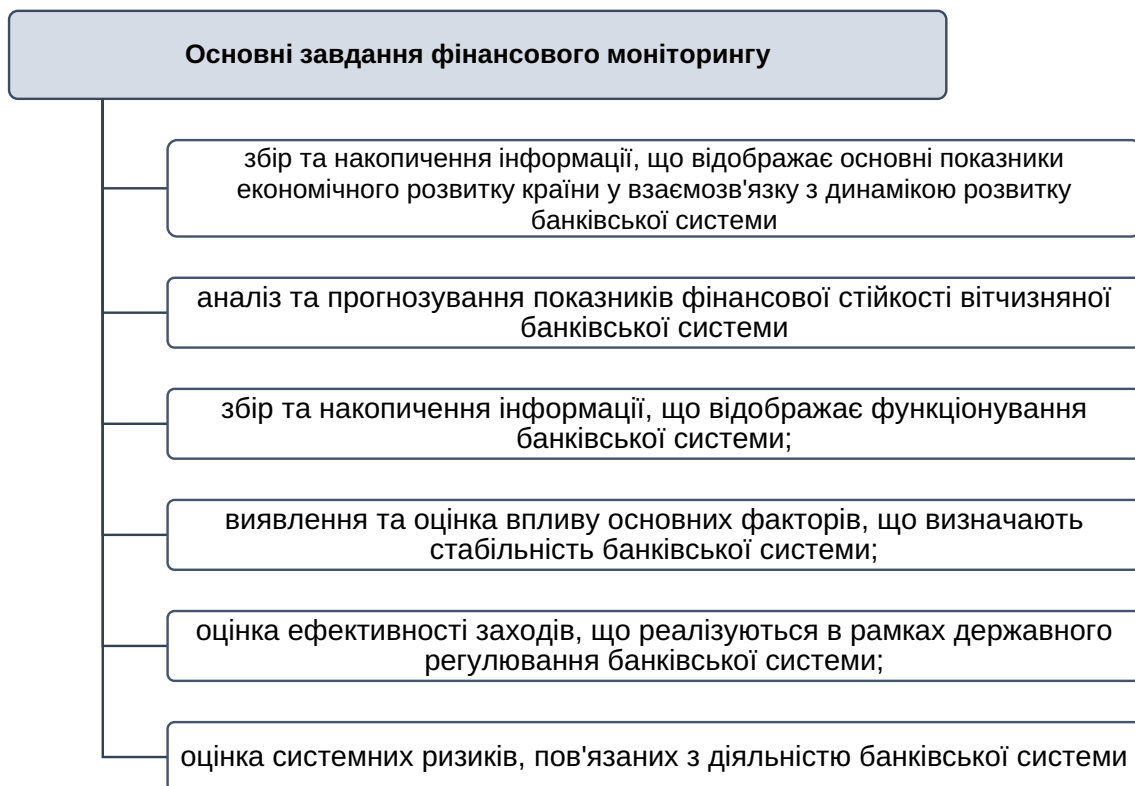 Основні завдання фінансового моніторингу
збір та накопичення інформації, що відображає основні показники
економічного розвитку країни у взаємозв'язку з динамікою розвитку
банківської системи
аналіз та прогнозування показників фінансової стійкості вітчизняної
банківської системи
збір та накопичення інформації, що відображає функціонування
банківської системи;
виявлення та оцінка впливу основних факторів, що визначають
стабільність банківської системи;
оцінка ефективності заходів, що реалізуються в рамках державного
регулювання банківської системи;
оцінка системних ризиків, пов'язаних з діяльністю банківської системи